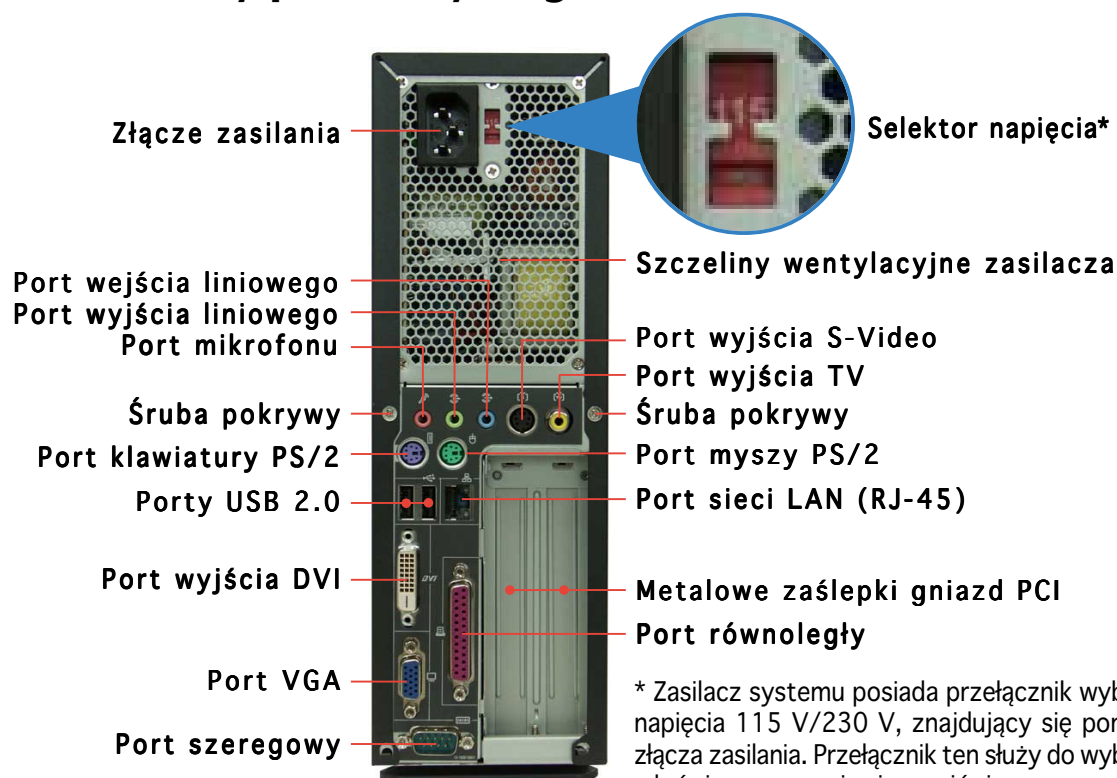 Złącze zasilania
115
Selektor napięcia*
Szczeliny wentylacyjne zasilacza
Port wejścia liniowego
Port wyjścia liniowego
Port mikrofonu
Port wyjścia S-Video
Port wyjścia TV
Śruba pokrywy
Śruba pokrywy
Port klawiatury PS/2
Port myszy PS/2
Porty USB 2.0
Port sieci LAN (RJ-45)
Port wyjścia DVI
DVI
Metalowe zaślepki gniazd PCI
Port równoległy
Port VGA
Port szeregowy
* Zasilacz systemu posiada przełącznik
napięcia 115 V/230 V, znajdujący się
złącza zasilania. Przełącznik ten służy do